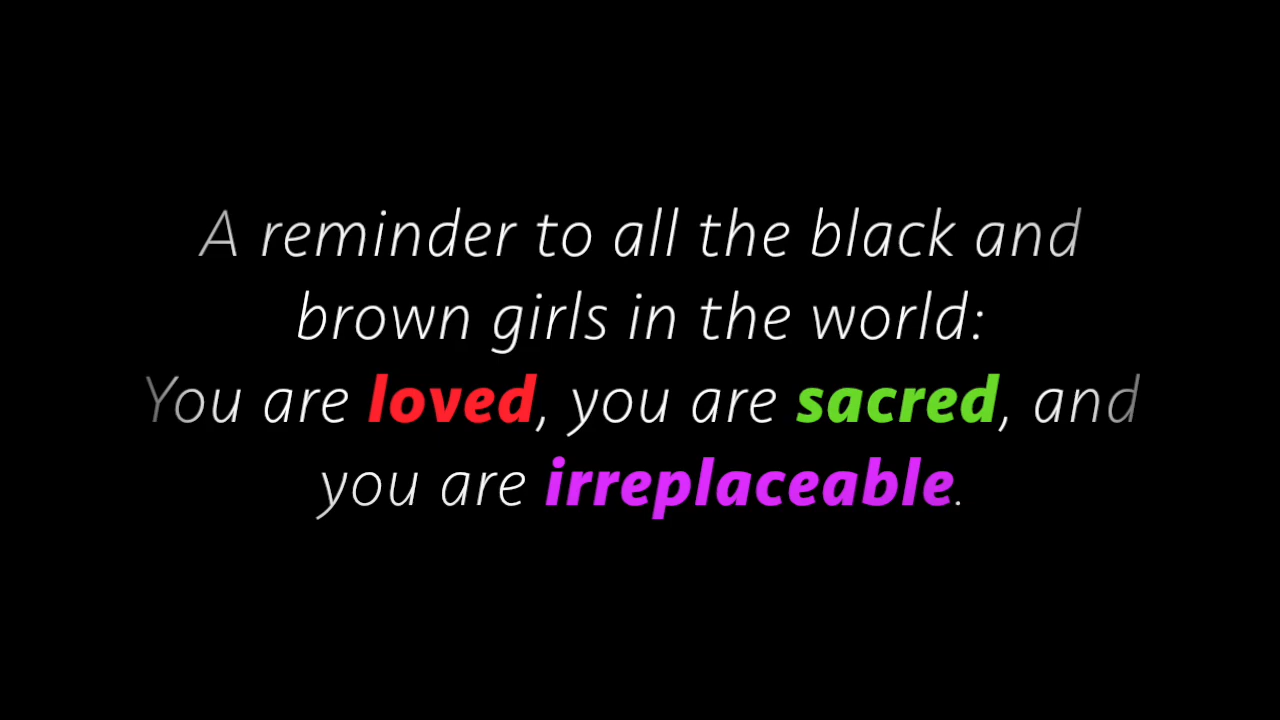 A reminder to all the black and
brown girls in the world:
You are loved, you are sacred, and
you are irreplaceable.